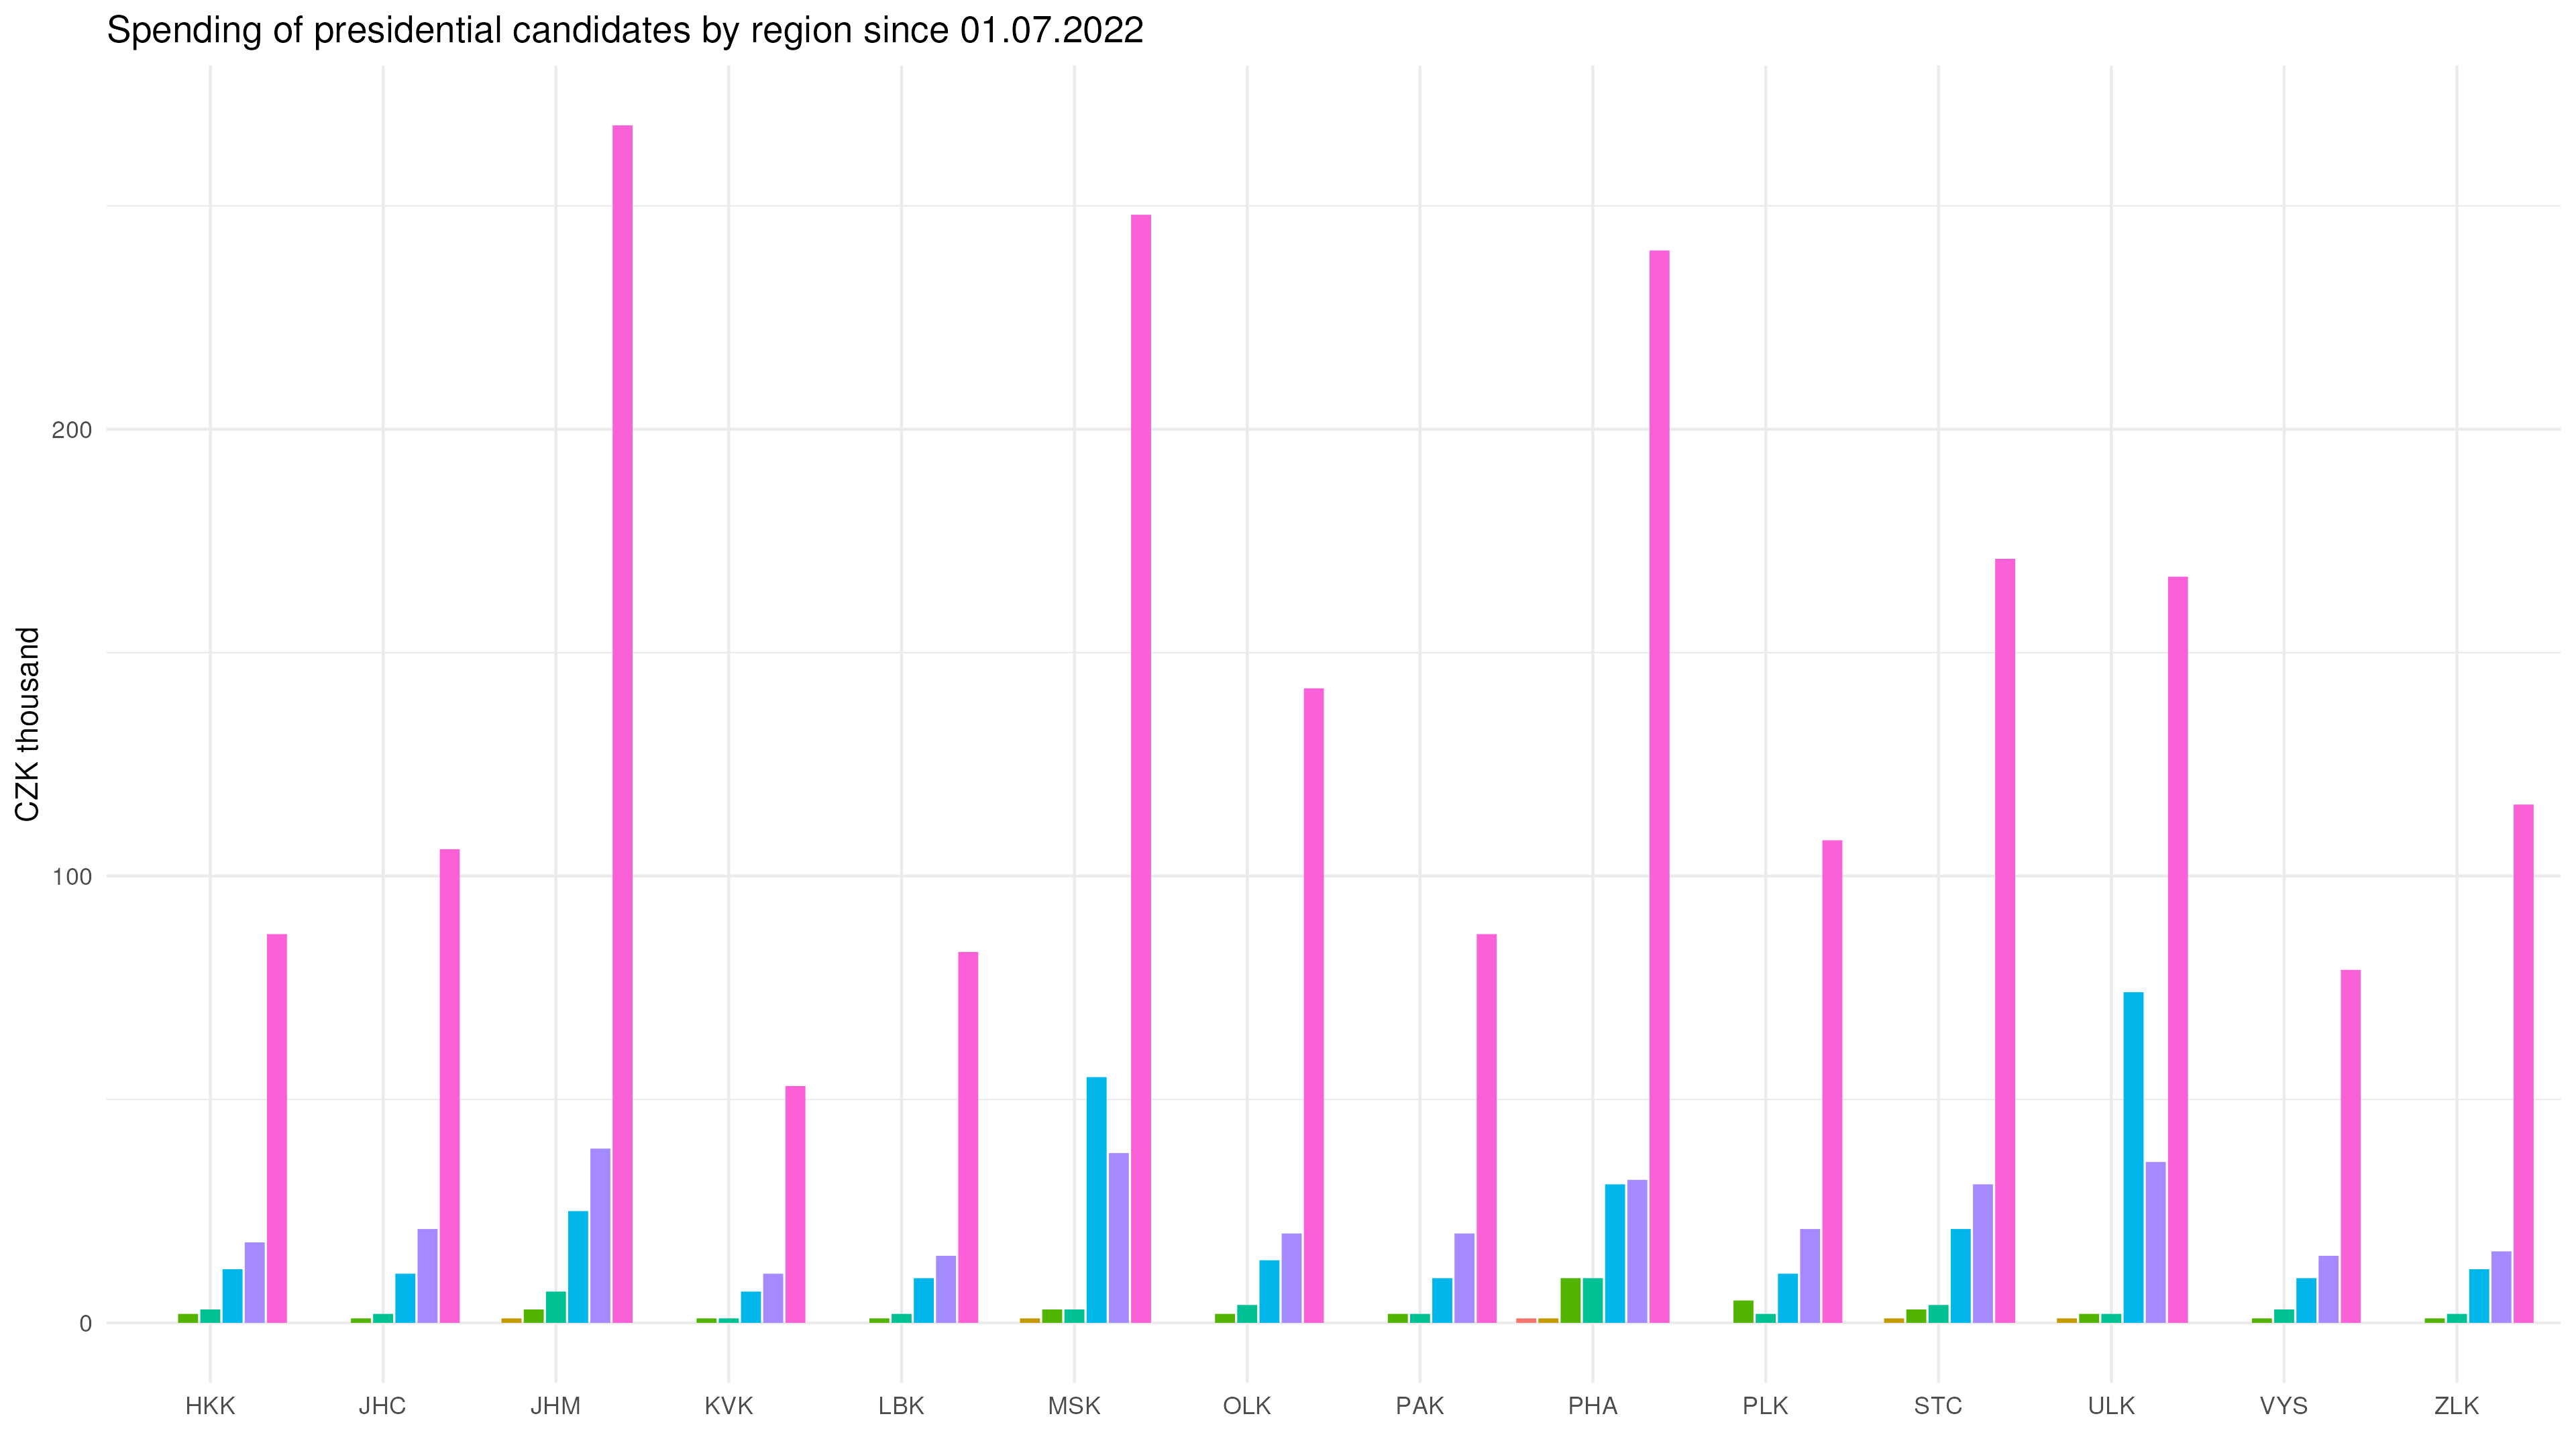 Spending of presidential candidates by region since 01.07.2022
CZK thousand
200
100
0
HKK JHC JHM KVK LBK MSK OLK PAK PHA PLK STC ULK VYS ZLK